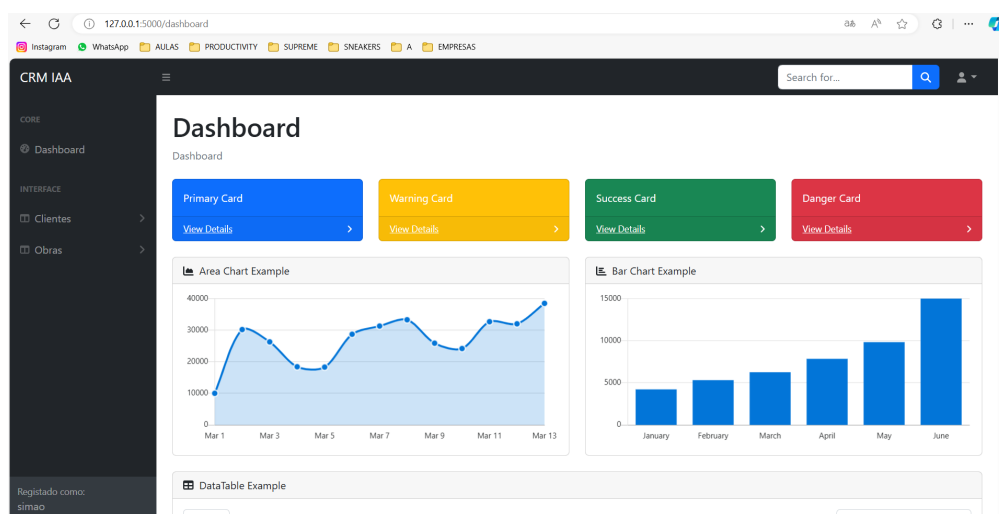 127.0.0.1:5000/dashboard
Instagram WhatsApp AULAS PRODUCTIVITY SUPREME SNEAKERS A EMPRESAS
CRM IAA
Search for...
CORE
Dashboard
INTERFACE
Clientes
Obras
Registado como:
simao
Dashboard
Dashboard
Primary Card
View Details
Warning Card
View Details
Success Card
View Details
Danger Card
View Details
Area Chart Example
40000
30000
20000
10000
0
Mar 1 Mar 3 Mar 5 Mar 7 Mar 9 Mar 11 Mar 13
Bar Chart Example
15000
10000
5000
0
January February March April May June
DataTable Example